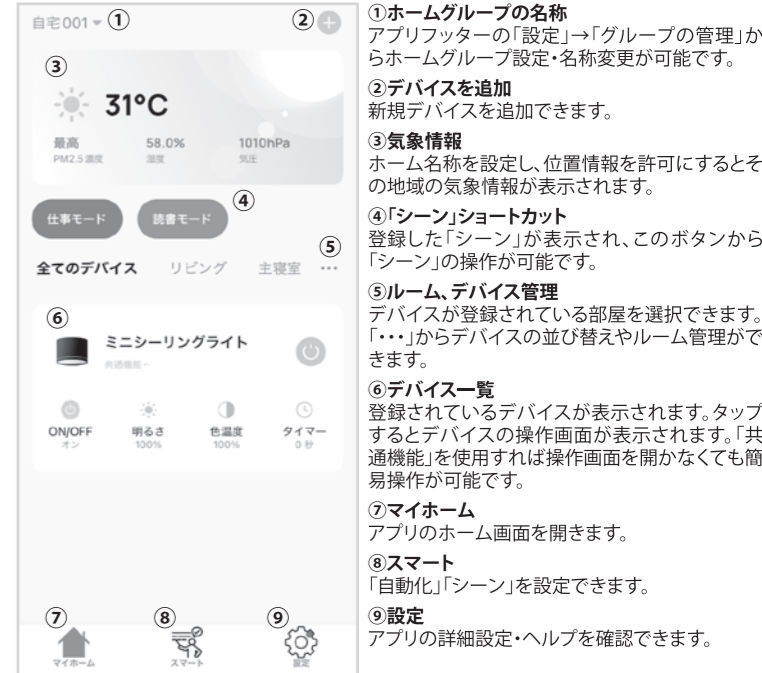 自宅001 ①
②
③
31°C
最高
PM2.5濃度
58.0%
湿度
1010hPa
気圧
④
仕事モード
読書モード
⑤
全てのデバイス リビング 主寝室 ･･･
⑥
ミニシーリングライト
共通機能
ON/OFF
オン
明るさ
100%
色温度
100%
タイマー
0 秒
⑦
⑧
⑨
マイホーム
スマート
設定
①ホームグループの名称
アプリフッターの「設定」→「グループの管理」か
らホームグループ設定・名称変更が可能です。
②デバイスを追加
新規デバイスを追加できます。
③気象情報
ホーム名称を設定し、位置情報を許可にするとそ
の地域の気象情報が表示されます。
④「シーン」ショートカット
登録した「シーン」が表示され、このボタンから
「シーン」の操作が可能です。
⑤ルーム、デバイス管理
デバイスが登録されている部屋を選択できます。
「・・・」からデバイスの並び替えやルーム管理がで
きます。
⑥デバイス一覧
登録されているデバイスが表示されます。タップ
するとデバイスの操作画面が表示されます。「共
通機能」を使用すれば操作画面を開かなくても簡
易操作が可能です。
⑦マイホーム
アプリのホーム画面を開きます。
⑧スマート
「自動化」「シーン」を設定できます。
⑨設定
アプリの詳細設定・ヘルプを確認できます。